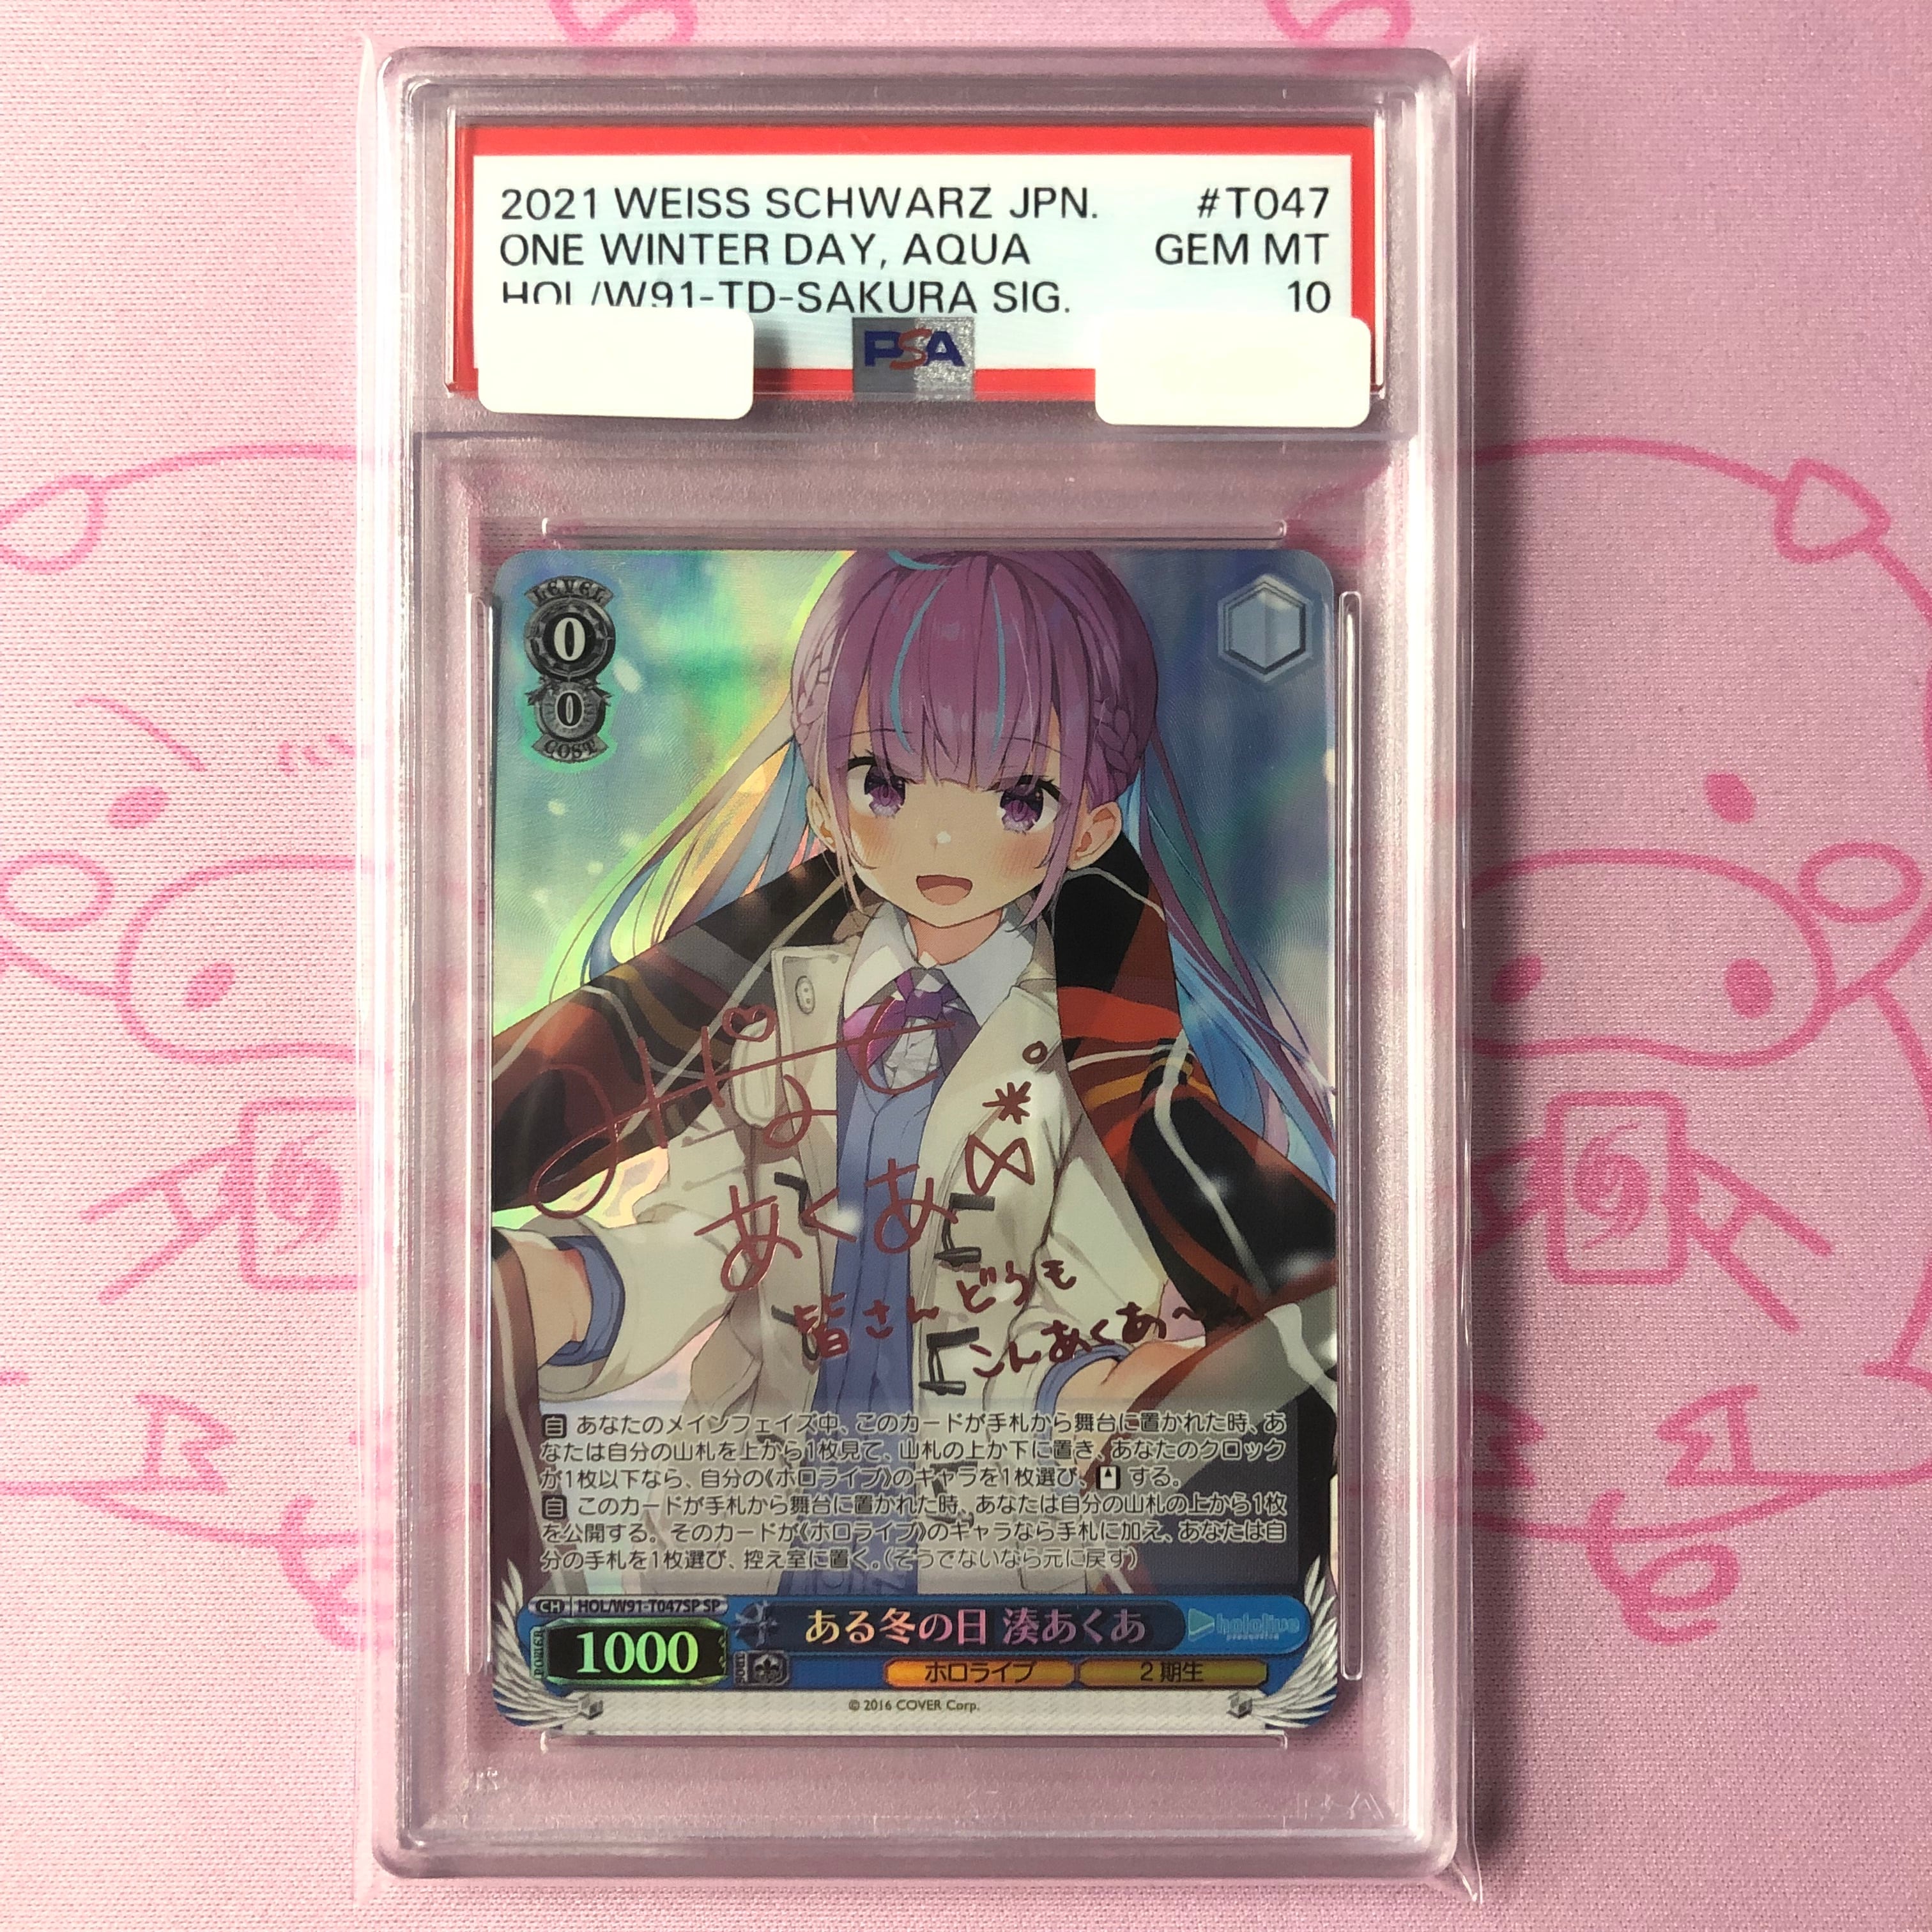 2021 WEISS SCHWARZ JPN. #T047
ONE WINTER DAY, AQUA GEM MT
HOL/W91-TD-SAKURA SIG. 10
PSA
LEVEL
0
0
COST
みなと
あくあ
皆さんどうも
こんあくあ～
自 あなたのメインフェイズ中、このカードが手札から舞台に置かれた時、あ
なたは自分の山札を上から1枚見て、山札の上か下に置き、あなたのクロック
が1枚以下なら、自分の《ホロライブ》のキャラを1枚選び、する。
自 このカードが手札から舞台に置かれた時、あなたは自分の山札の上から1枚
を公開する。そのカードが《ホロライブ》のキャラなら手札に加え、あなたは自
分の手札を1枚選び、控え室に置く。(そうでないなら元に戻す)
CH HOL/W91-T047SP SP
POWER
1000
SOUL
ある冬の日 湊あくあ
hololive
production
ホロライブ 2期生
© 2016 COVER Corp.
PSA